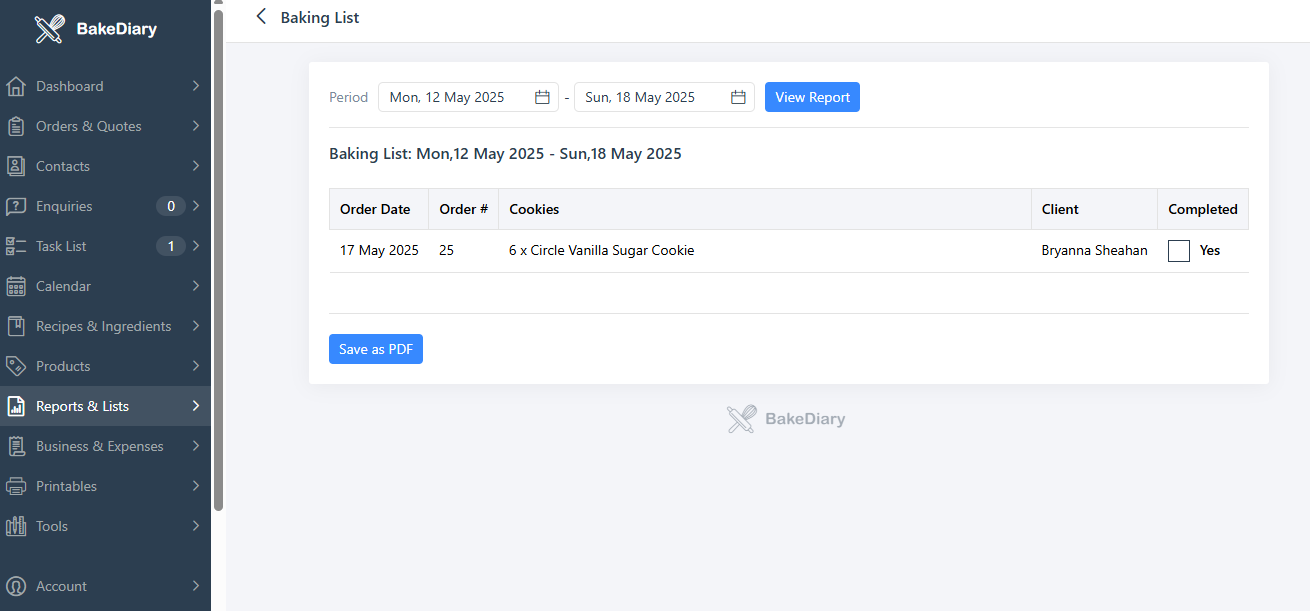 BakeDiary
Dashboard
Orders & Quotes
Contacts
Enquiries 0
Task List 1
Calendar
Recipes & Ingredients
Products
Reports & Lists
Business & Expenses
Printables
Tools
Account
Baking List
Period Mon, 12 May 2025 - Sun, 18 May 2025 View Report
Baking List: Mon,12 May 2025 - Sun,18 May 2025
Order Date Order # Cookies Client Completed
17 May 2025 25 6 x Circle Vanilla Sugar Cookie Bryanna Sheahan Yes
Save as PDF
BakeDiary